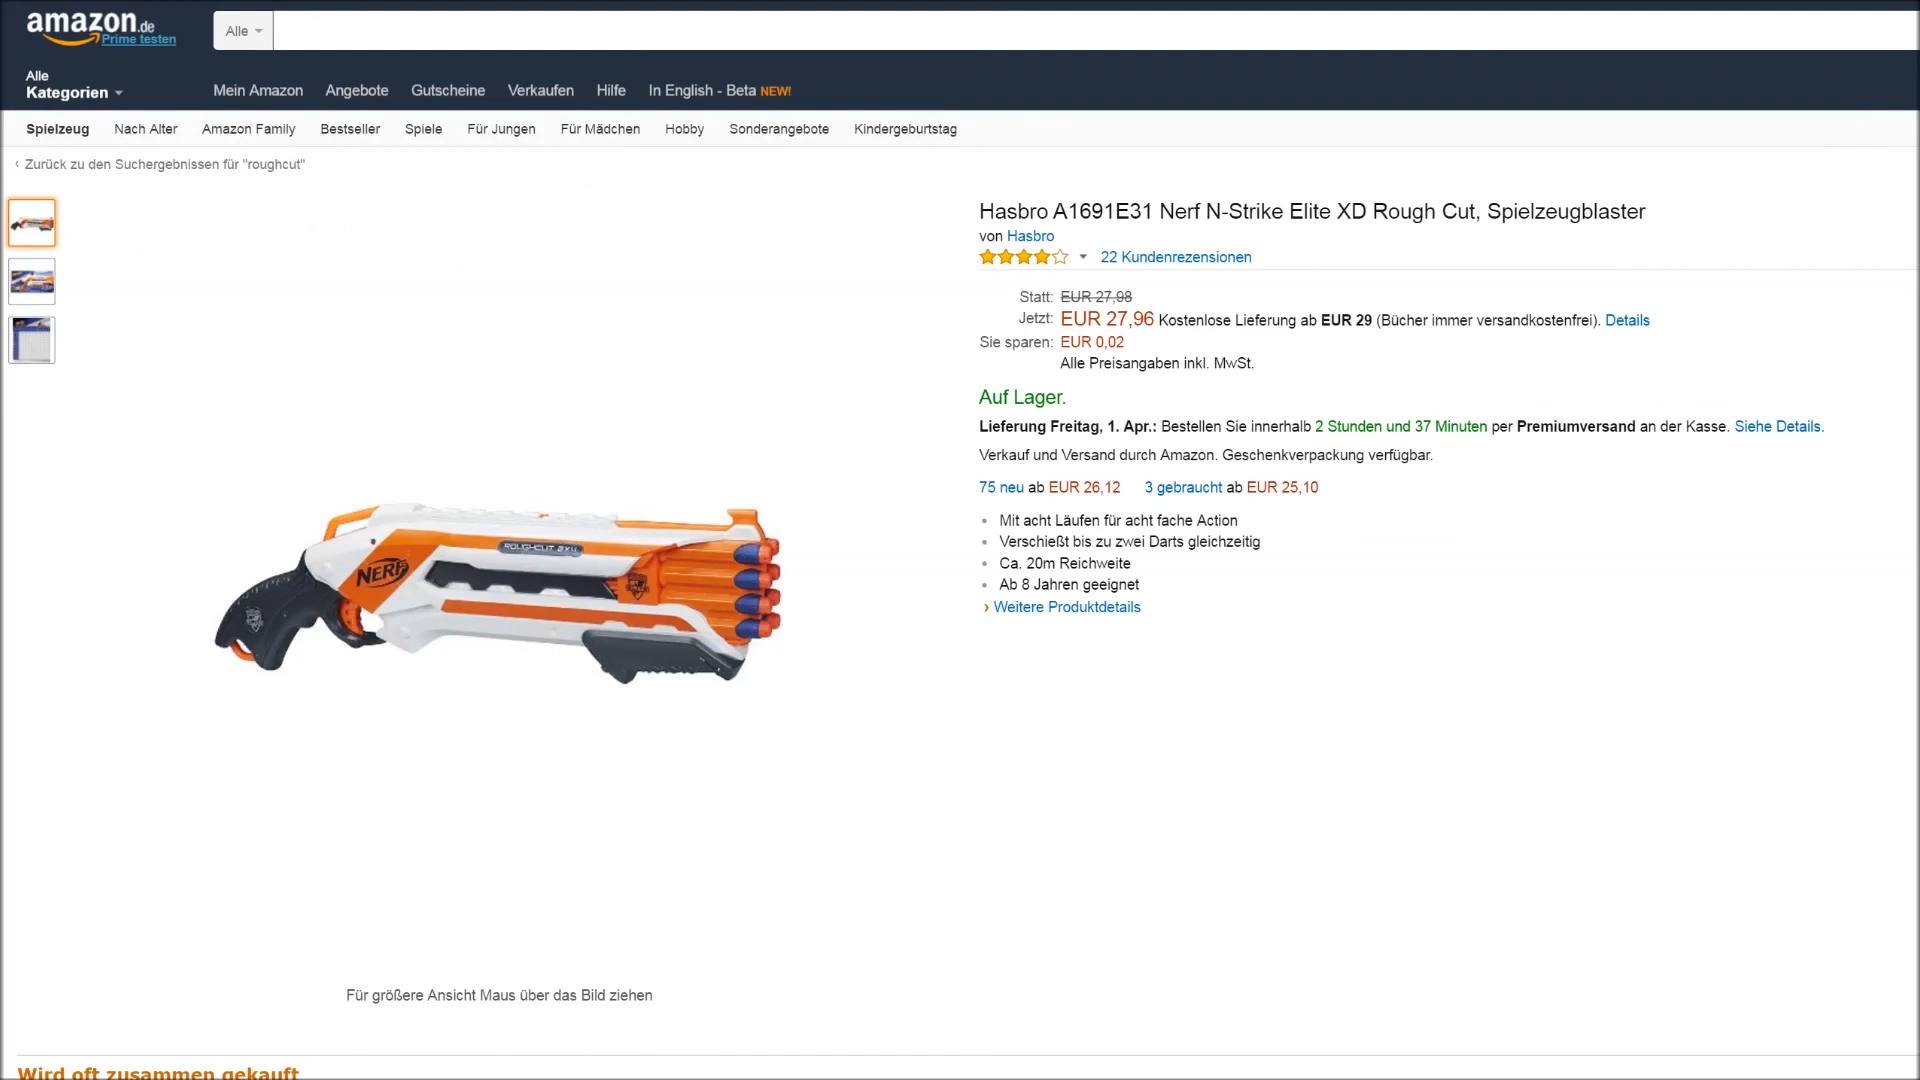 amazon.de
Prime testen
Alle
Alle
Kategorien
Mein Amazon Angebote Gutscheine Verkaufen Hilfe In English - Beta NEW!
Spielzeug Nach Alter Amazon Family Bestseller Spiele Für Jungen Für Mädchen Hobby Sonderangebote Kindergeburtstag
‹ Zurück zu den Suchergebnissen für "roughcut"
Hasbro A1691E31 Nerf N-Strike Elite XD Rough Cut, Spielzeugblaster
von Hasbro
22 Kundenrezensionen
Statt: EUR 27,98
Jetzt: EUR 27,96 Kostenlose Lieferung ab EUR 29 (Bücher immer versandkostenfrei). Details
Sie sparen: EUR 0,02
Alle Preisangaben inkl. MwSt.
Auf Lager.
Lieferung Freitag, 1. Apr.: Bestellen Sie innerhalb 2 Stunden und 37 Minuten per Premiumversand an der Kasse. Siehe Details.
Verkauf und Versand durch Amazon. Geschenkverpackung verfügbar.
75 neu ab EUR 26,12 3 gebraucht ab EUR 25,10
• Mit acht Läufen für acht fache Action
• Verschießt bis zu zwei Darts gleichzeitig
• Ca. 20m Reichweite
• Ab 8 Jahren geeignet
› Weitere Produktdetails
ROUGHCUT 2X4
NERF
Für größere Ansicht Maus über das Bild ziehen
Wird oft zusammen gekauft